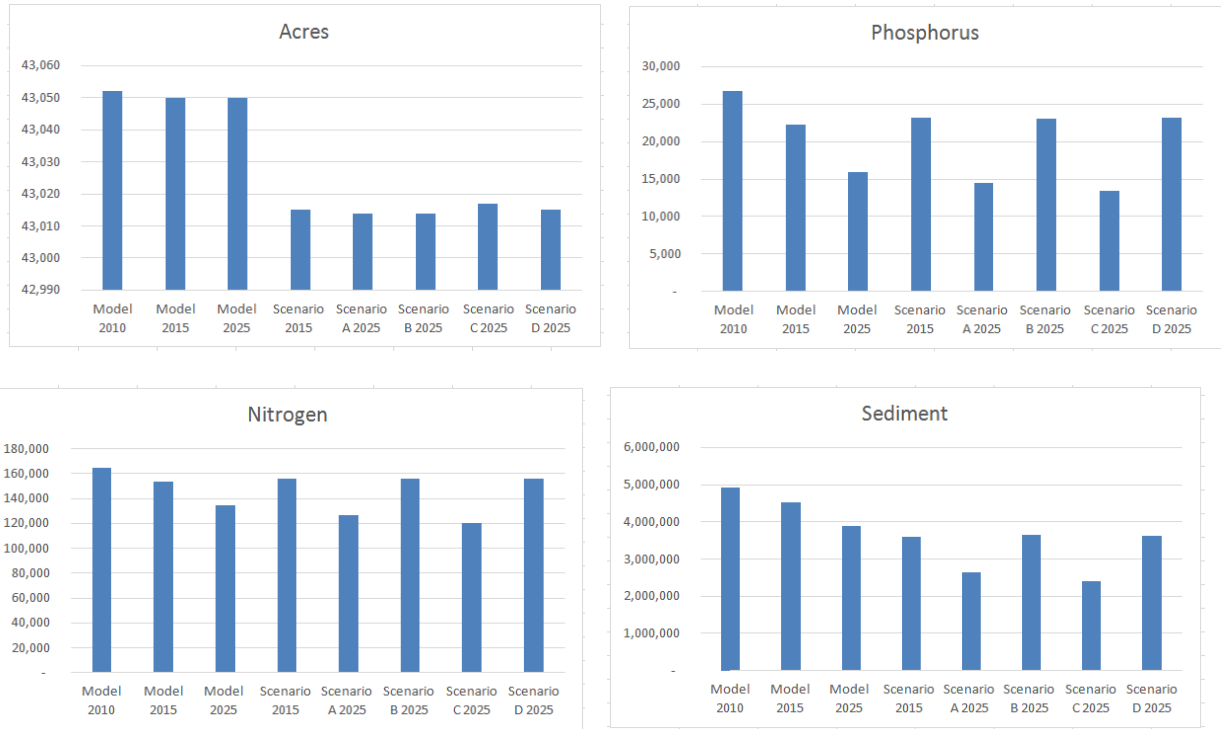 Acres
43,060
43,050
43,040
43,030
43,020
43,010
43,000
42,990
Model Model Model Scenario Scenario Scenario Scenario Scenario
2010 2015 2025 2015 A 2025 B 2025 C 2025 D 2025
Phosphorus
30,000
25,000
20,000
15,000
10,000
5,000
-
Model Model Model Scenario Scenario Scenario Scenario Scenario
2010 2015 2025 2015 A 2025 B 2025 C 2025 D 2025
Nitrogen
180,000
160,000
140,000
120,000
100,000
80,000
60,000
40,000
20,000
-
Model Model Model Scenario Scenario Scenario Scenario Scenario
2010 2015 2025 2015 A 2025 B 2025 C 2025 D 2025
Sediment
6,000,000
5,000,000
4,000,000
3,000,000
2,000,000
1,000,000
-
Model Model Model Scenario Scenario Scenario Scenario Scenario
2010 2015 2025 2015 A 2025 B 2025 C 2025 D 2025